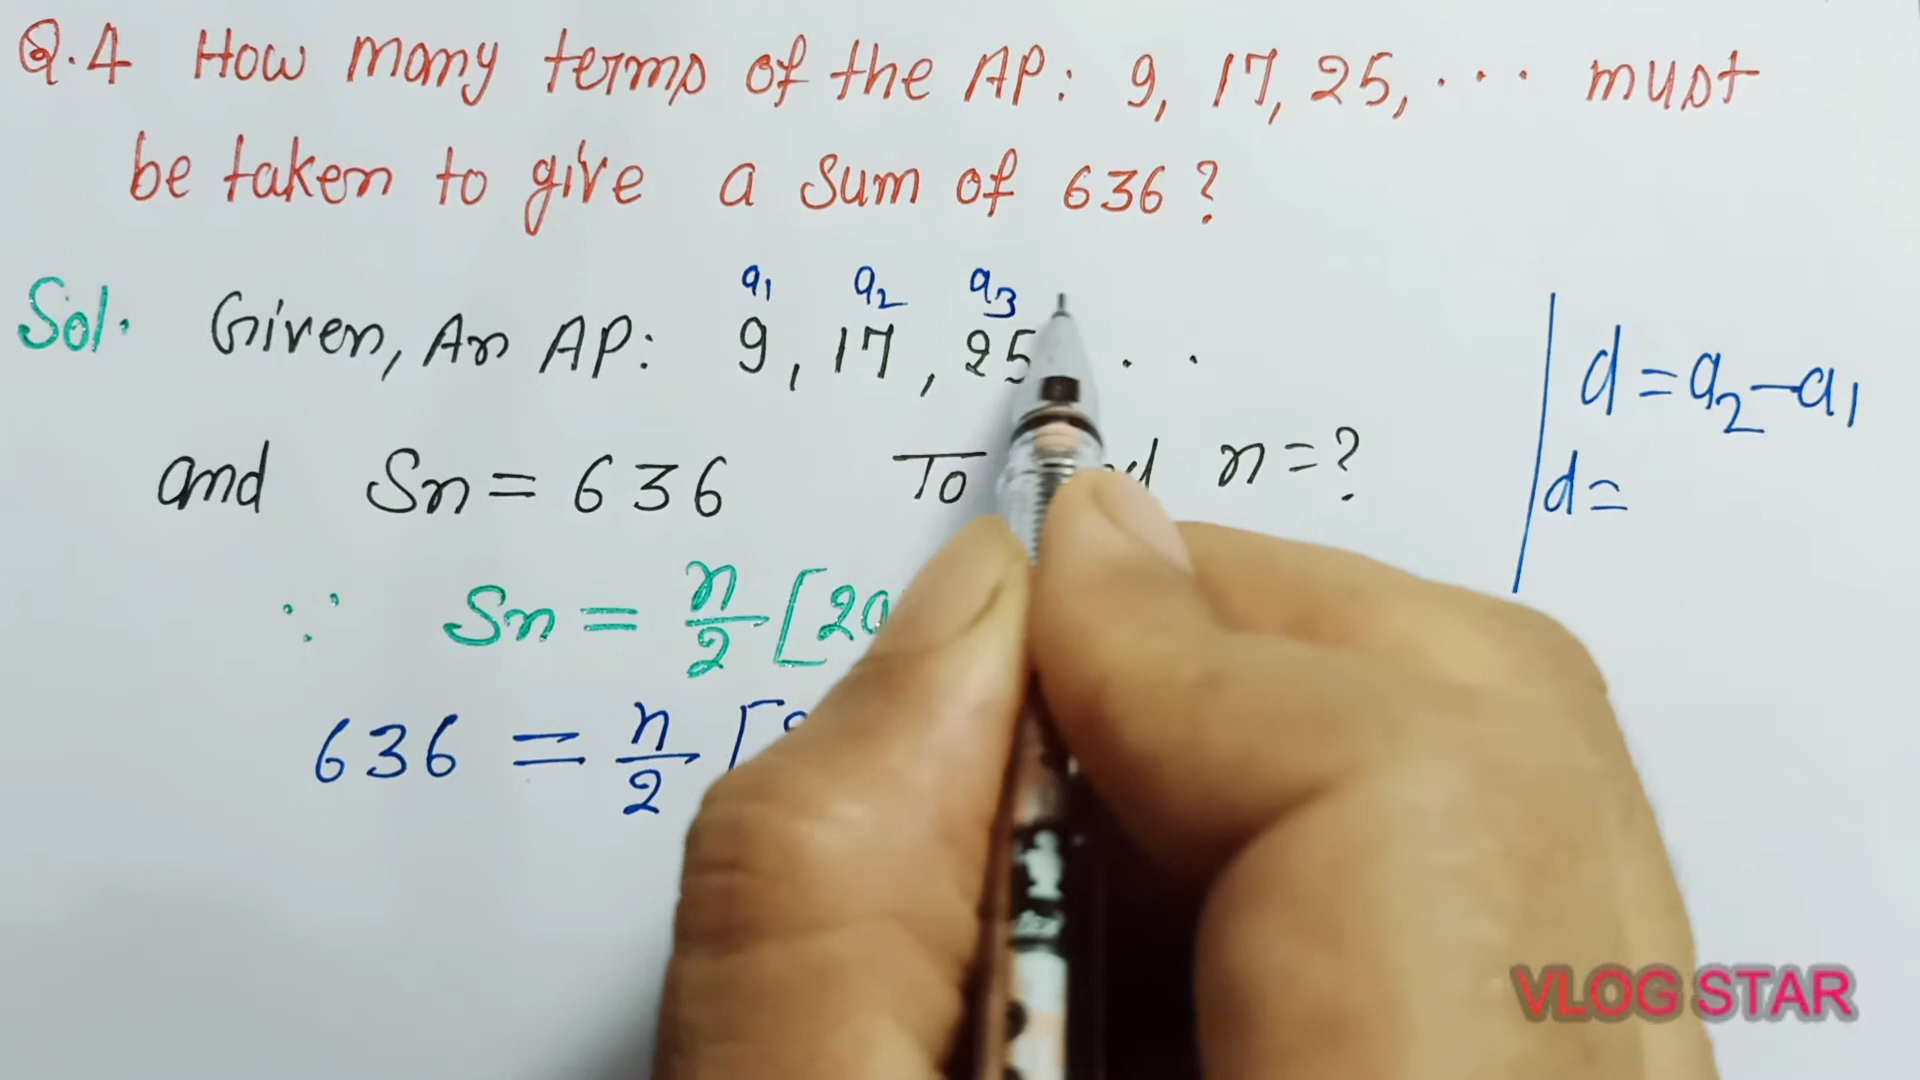 Q.4 How many terms of the AP: 9, 17, 25, ... must
be taken to give a sum of 636?
a1 a2 a3
Sol. Given, An AP: 9, 17, 25 . .
and Sn = 636 To n = ?
d = a2 - a1
d =
∵ Sn = n/2 [2a
636 = n/2 [
VLOG STAR